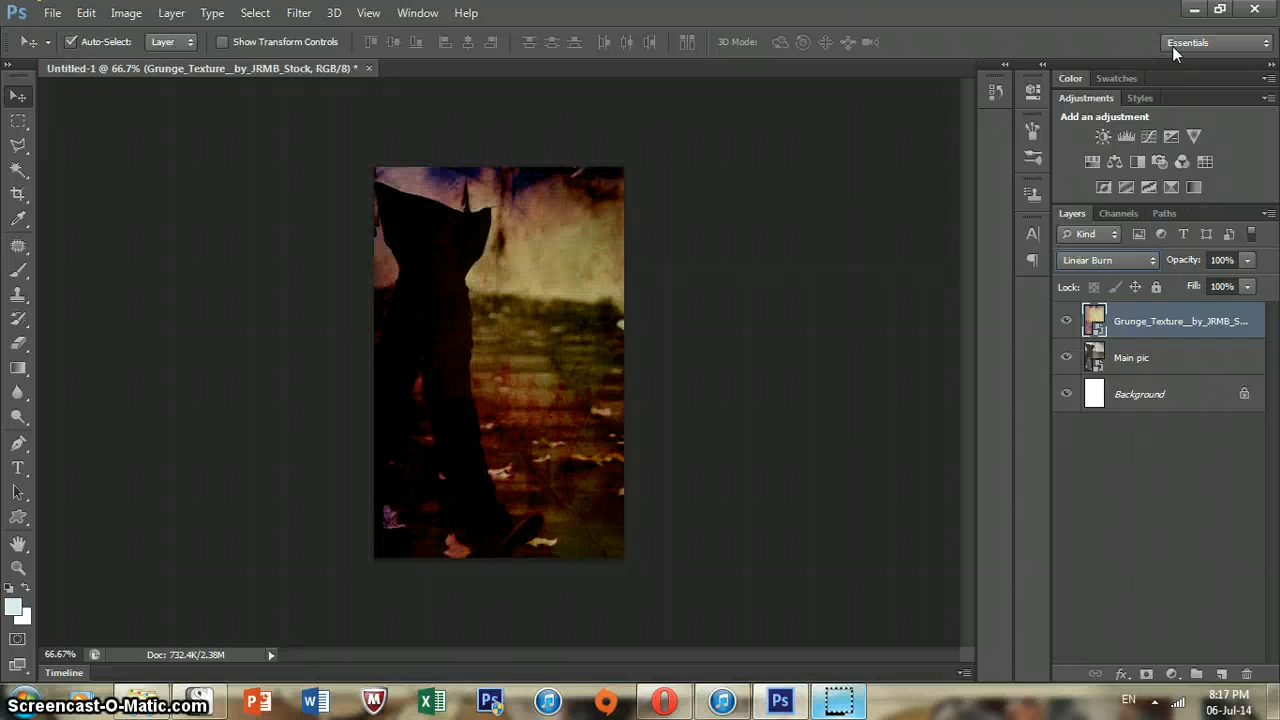 Ps File Edit Image Layer Type Select Filter 3D View Window Help
Auto-Select: Layer Show Transform Controls 3D Mode: Essentials
Untitled-1 @ 66.7% (Grunge_Texture__by_JRMB_Stock, RGB/8) * ×
Color Swatches
Adjustments Styles
Add an adjustment
Layers Channels Paths
Kind
Linear Burn Opacity: 100%
Lock: Fill: 100%
Grunge_Texture__by_JRMB_S...
Main pic
Background
66.67% Doc: 732.4K/2.38M
Timeline
EN 8:17 PM
06-Jul-14
Screencast-O-Matic.com